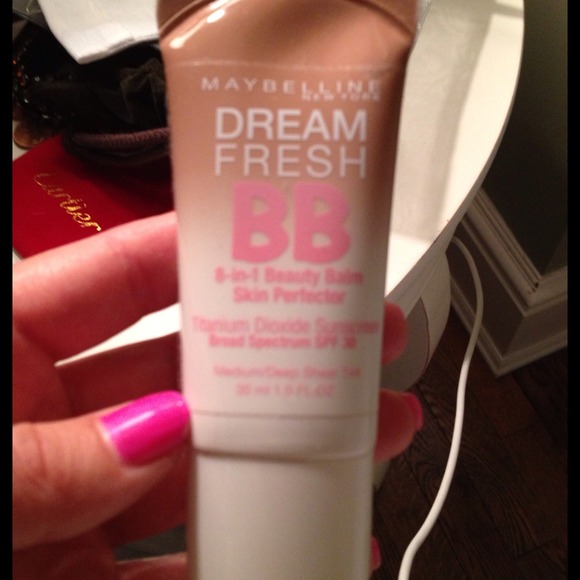 MAYBELLINE
NEW YORK
DREAM
FRESH
BB
8-in-1 Beauty Balm
Skin Perfector
Titanium Dioxide Sunscreen
Broad Spectrum SPF 30
Medium/Deep Sheer Tint
30 ml 1.0 FL.OZ
Cartier